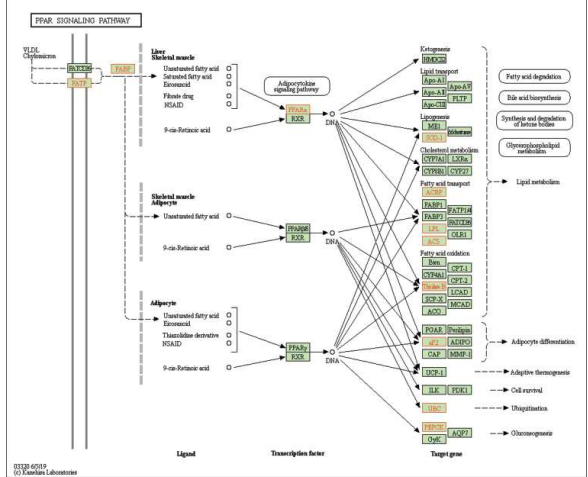 PPAR SIGNALING PATHWAY
VLDL
Chylomicron
FAT/CD36
FATP
FABP
Liver
Skeletal muscle
Unsaturated fatty acid
Saturated fatty acid
Eicosanoid
Fibrate drug
NSAID
9-cis-Retinoic acid
Adipocytokine
signaling pathway
PPARα
RXR
DNA
Skeletal muscle
Adipocyte
Unsaturated fatty acid
9-cis-Retinoic acid
PPARβ/δ
RXR
DNA
Adipocyte
Unsaturated fatty acid
Eicosanoid
Thiazolidine derivative
NSAID
9-cis-Retinoic acid
PPARγ
RXR
DNA
Ketogenesis
HMGCS2
Lipid transport
Apo-AI
Apo-AII
Apo-AV
PLTP
Apo-CIII
Lipogenesis
ME1
SCD-1
Cholesterol metabolism
CYP7A1
LXRα
CYP8B1
CYP27
Fatty acid transport
ACBP
FABP1
FATP1/4
FABP3
FAT/CD36
LPL
OLR1
ACS
Fatty acid oxidation
Bien
CPT-1
CYP4A1
CPT-2
Thiolase B
LCAD
SCP-X
MCAD
ACO
PGAR
Perilipin
aP2
ADIPO
CAP
MMP-1
UCP-1
ILK
PDK1
UBC
PEPCK
AQP7
GyK
Fatty acid degradation
Bile acid biosynthesis
Synthesis and degradation
of ketone bodies
Glycerophospholipid
metabolism
Lipid metabolism
Adipocyte differentiation
Adaptive thermogenesis
Cell survival
Ubiquitination
Gluconeogenesis
Ligand
Transcription factor
Target gene
03320 6/5/19
(c) Kanehisa Laboratories